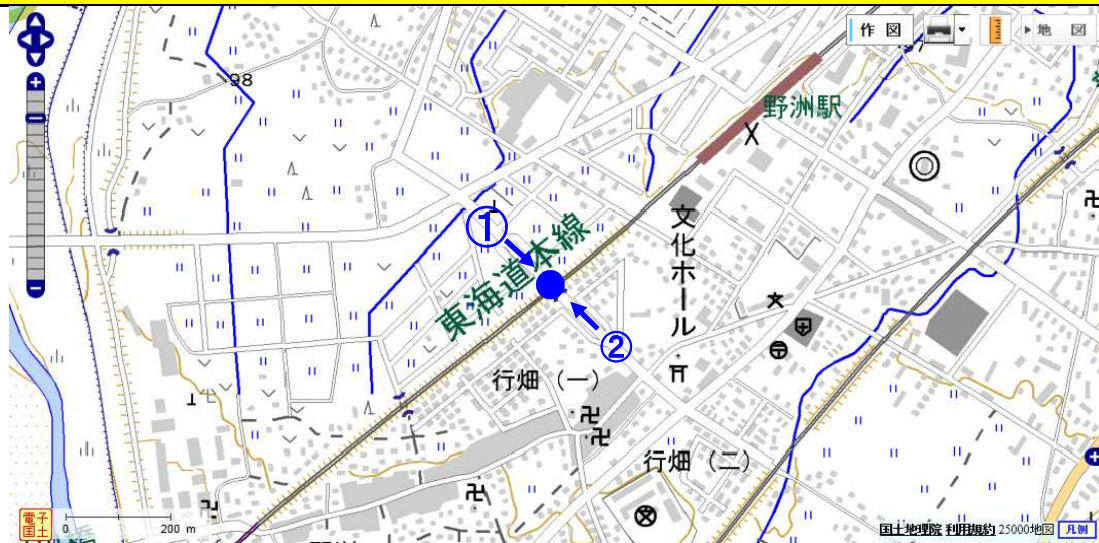 作 図
地 図
98
野洲駅
①
東海道本線
文化ホール
②
行畑（一）
行畑（二）
電子
国土
0
200 m
国土地理院 利用規約 25000地図 凡例